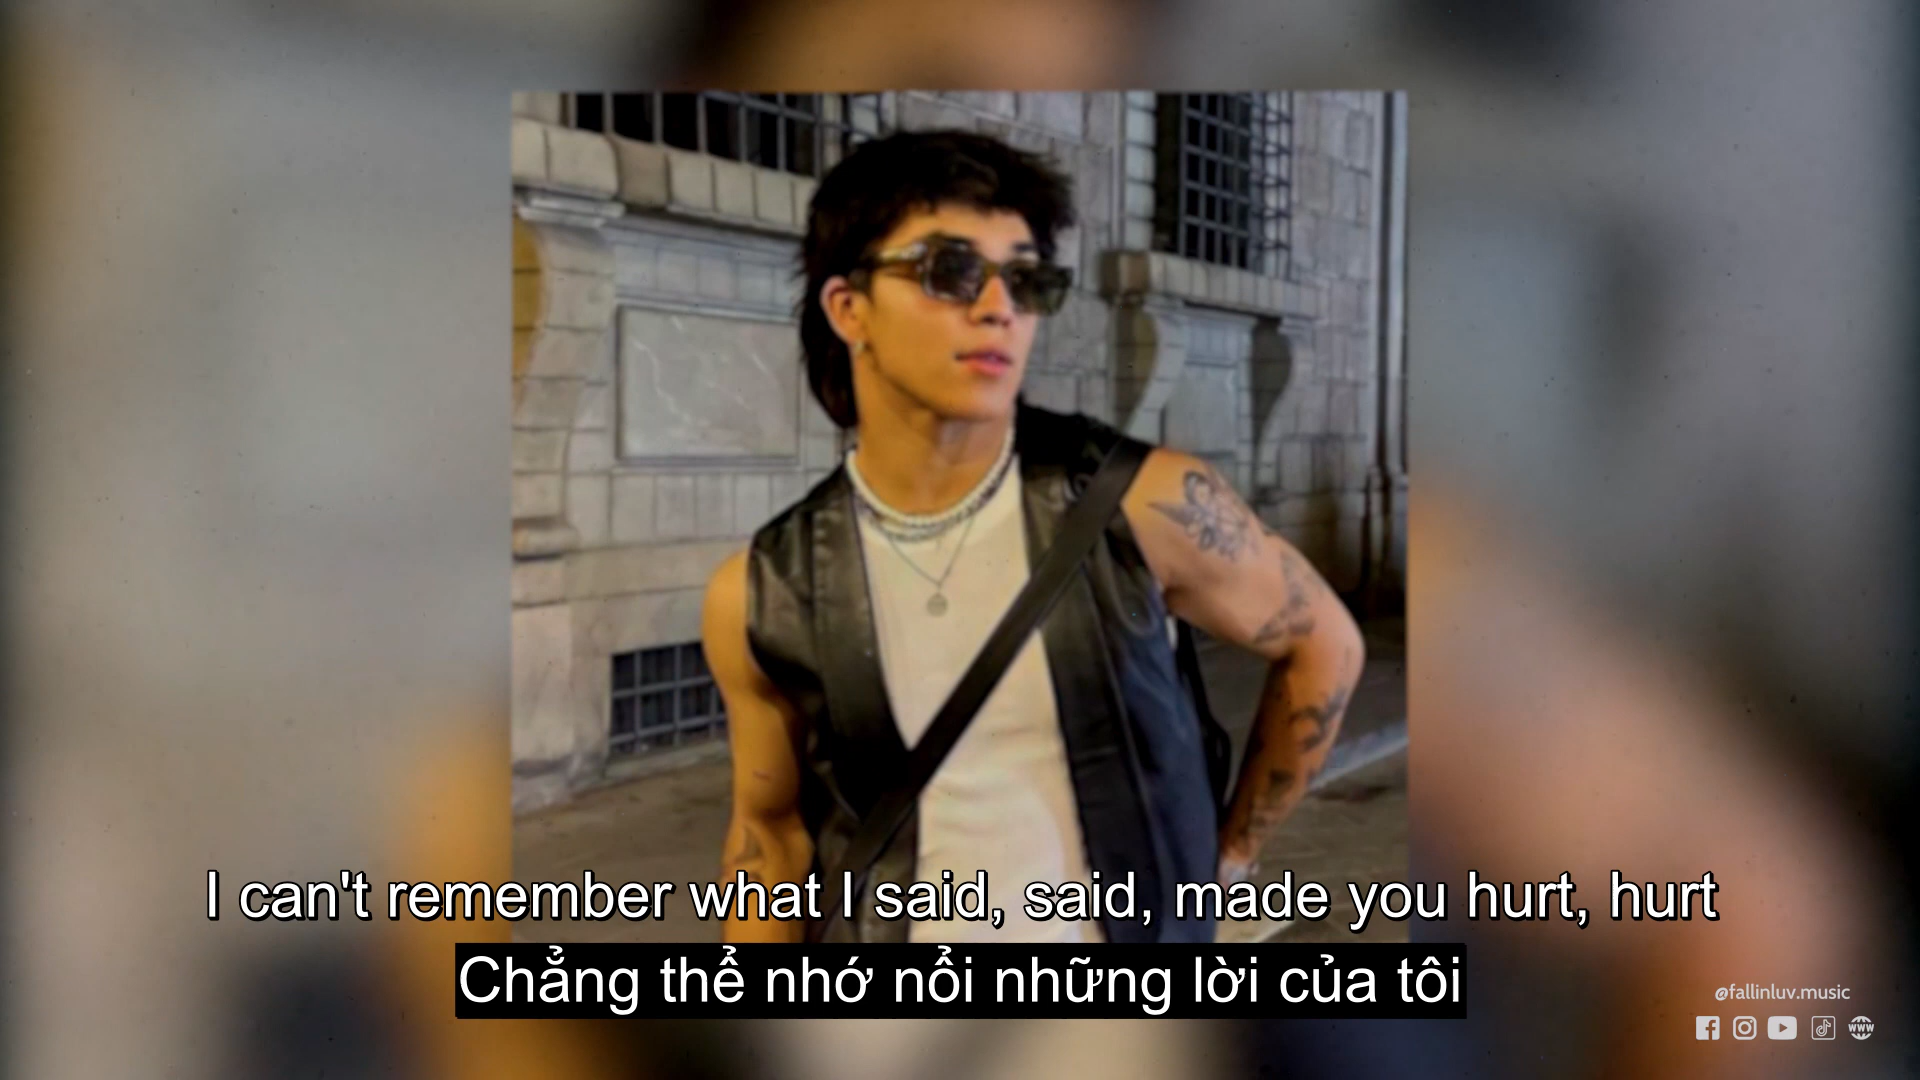 I can't remember what I said, said, made you hurt, hurt
Chẳng thể nhớ nổi những lời của tôi
@fallinluv.music
www